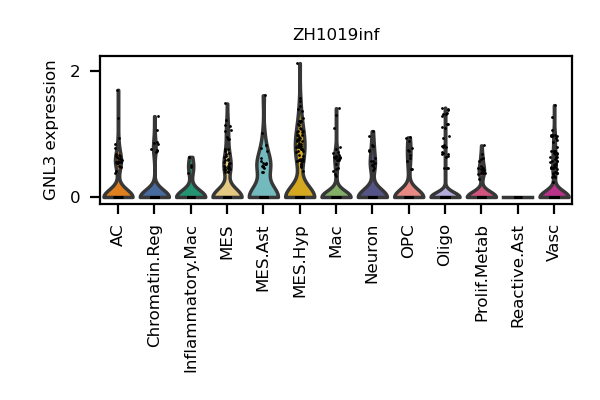 ZH1019inf
GNL3 expression
2
0
AC
Chromatin.Reg
Inflammatory.Mac
MES
MES.Ast
MES.Hyp
Mac
Neuron
OPC
Oligo
Prolif.Metab
Reactive.Ast
Vasc